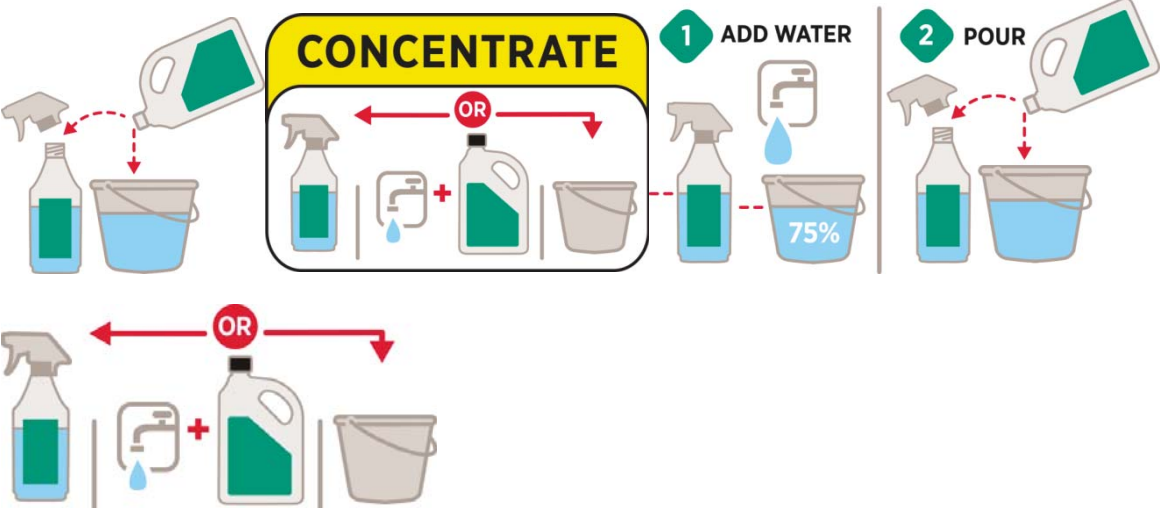 CONCENTRATE
OR
1 ADD WATER
75%
2 POUR
OR